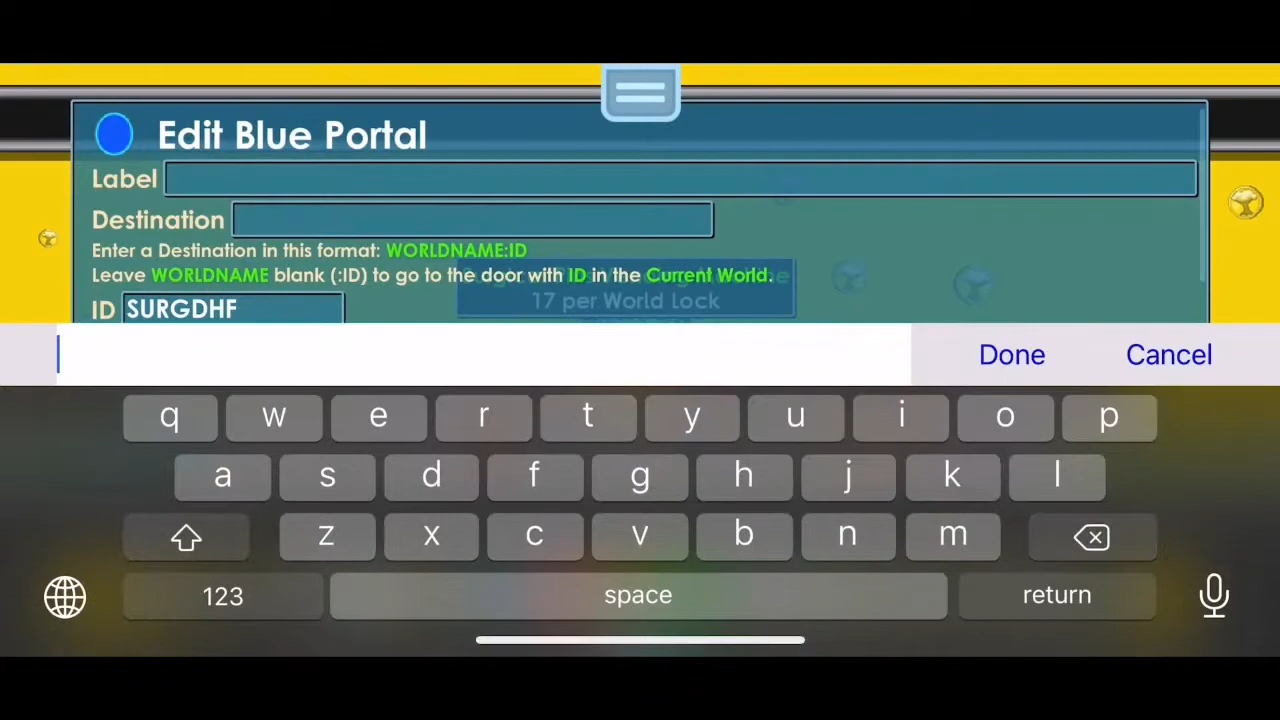 Edit Blue Portal
Label
Destination
Enter a Destination in this format: WORLDNAME:ID
Leave WORLDNAME blank (:ID) to go to the door with ID in the Current World.
17 per World Lock
ID SURGDHF
Done Cancel
q w e r t y u i o p
a s d f g h j k l
z x c v b n m
123 space return